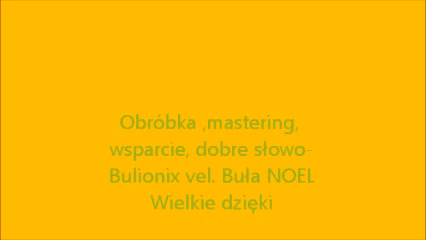 Obróbka ,mastering,
wsparcie, dobre słowo-
Bulionix vel. Buła NOEL
Wielkie dzięki